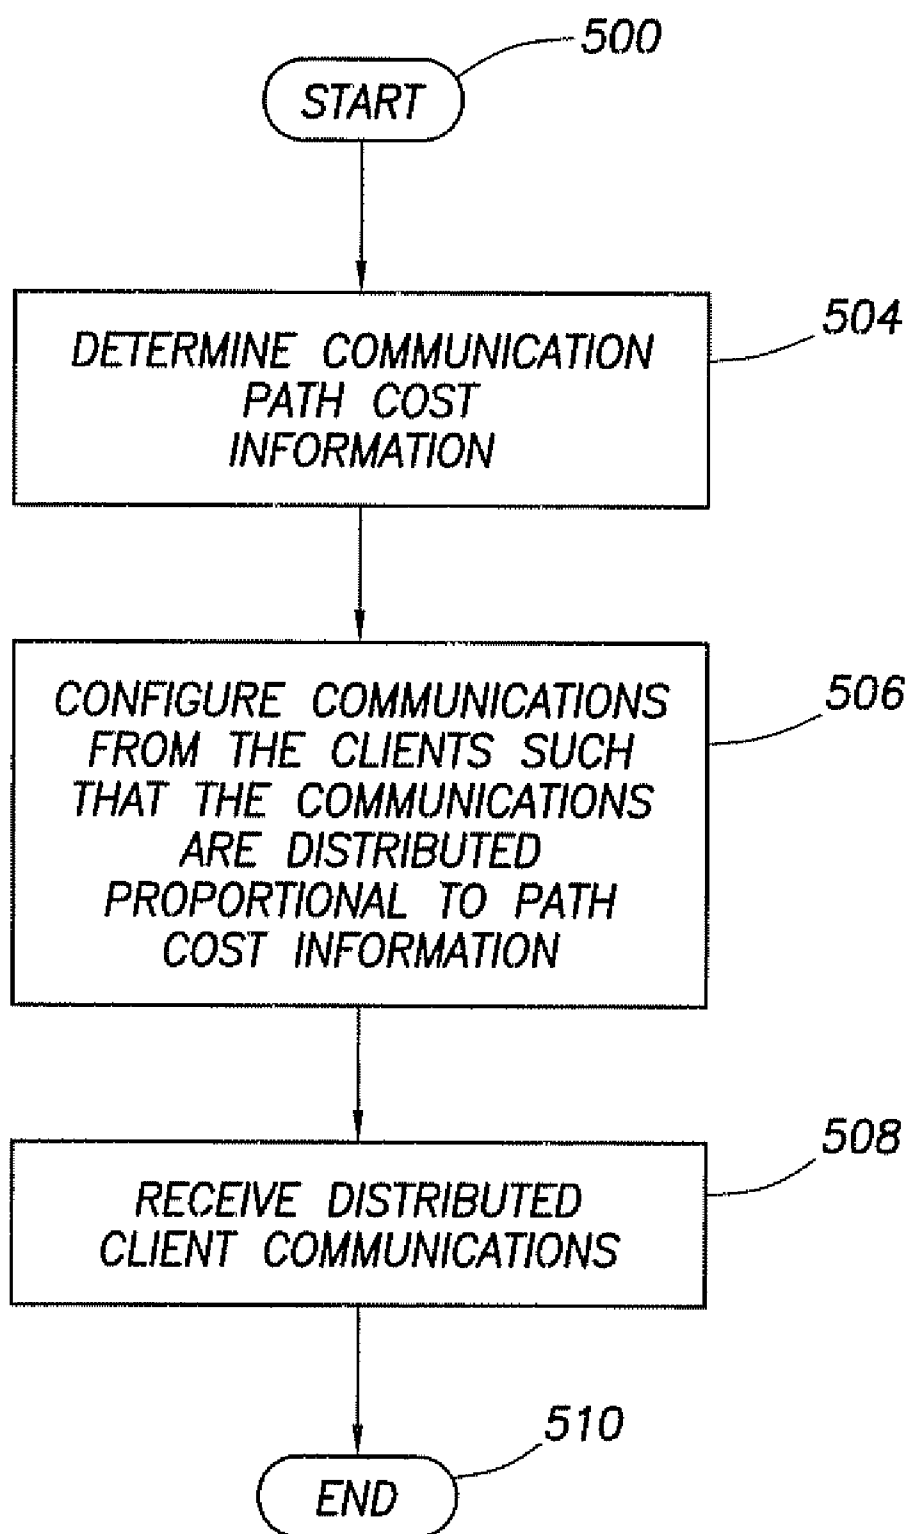 500
START
504
DETERMINE COMMUNICATION
PATH COST
INFORMATION
506
CONFIGURE COMMUNICATIONS
FROM THE CLIENTS SUCH
THAT THE COMMUNICATIONS
ARE DISTRIBUTED
PROPORTIONAL TO PATH
COST INFORMATION
508
RECEIVE DISTRIBUTED
CLIENT COMMUNICATIONS
510
END